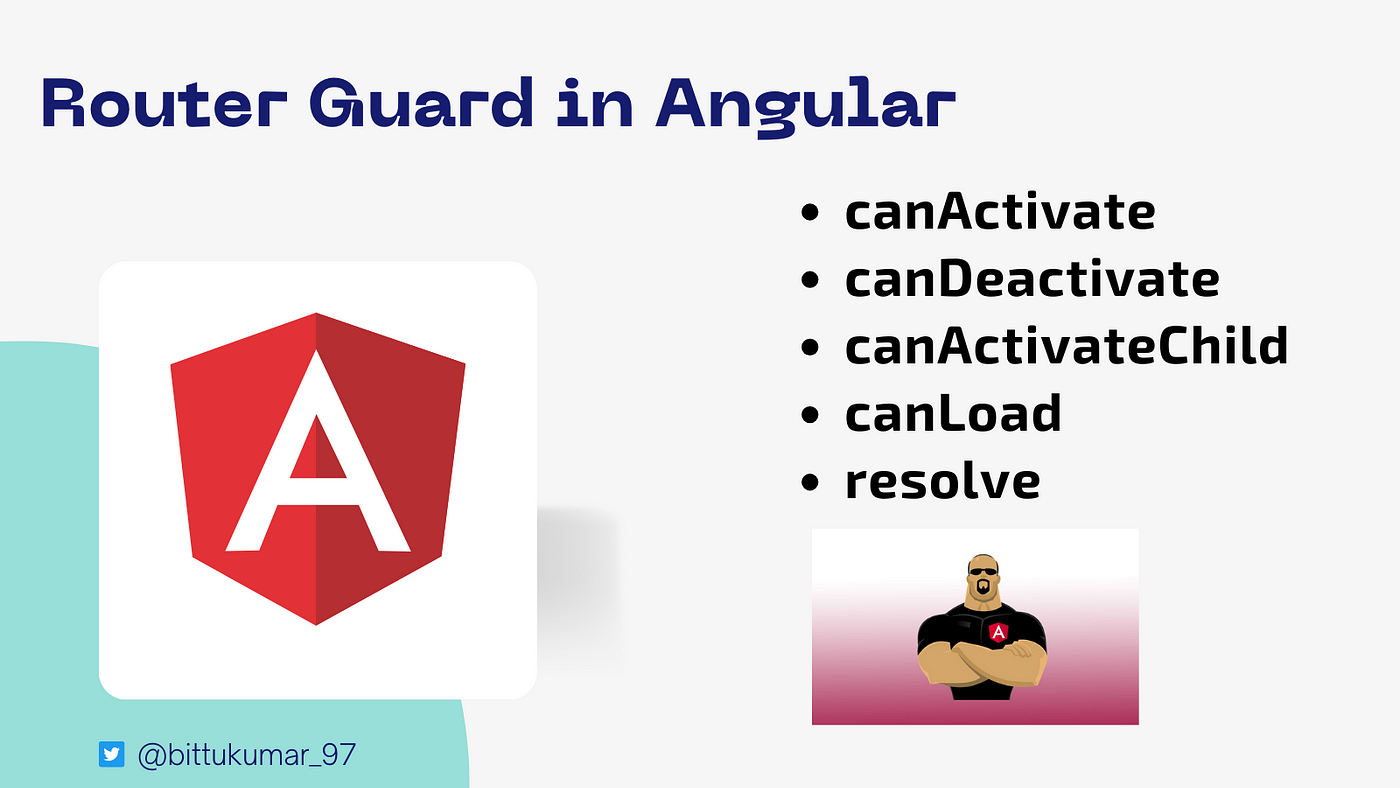 Router Guard in Angular
• canActivate
• canDeactivate
• canActivateChild
• canLoad
• resolve
A
A
@bittukumar_97